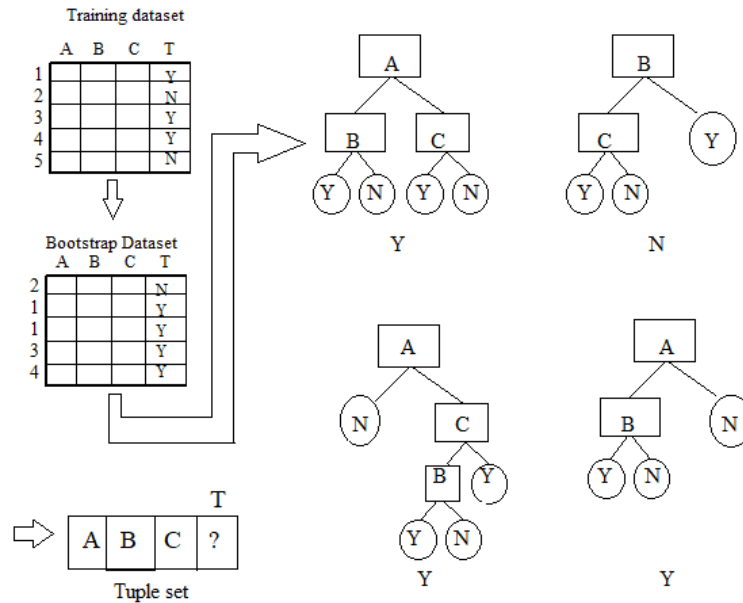 Training dataset
A B C T
1 Y
2 N
3 Y
4 Y
5 N
Bootstrap Dataset
A B C T
2 N
1 Y
1 Y
3 Y
4 Y
T
A B C ?
Tuple set
A
B C
Y N Y N
Y
B
C Y
Y N
N
A
N C
B Y
Y N
Y
A
B N
Y N
Y